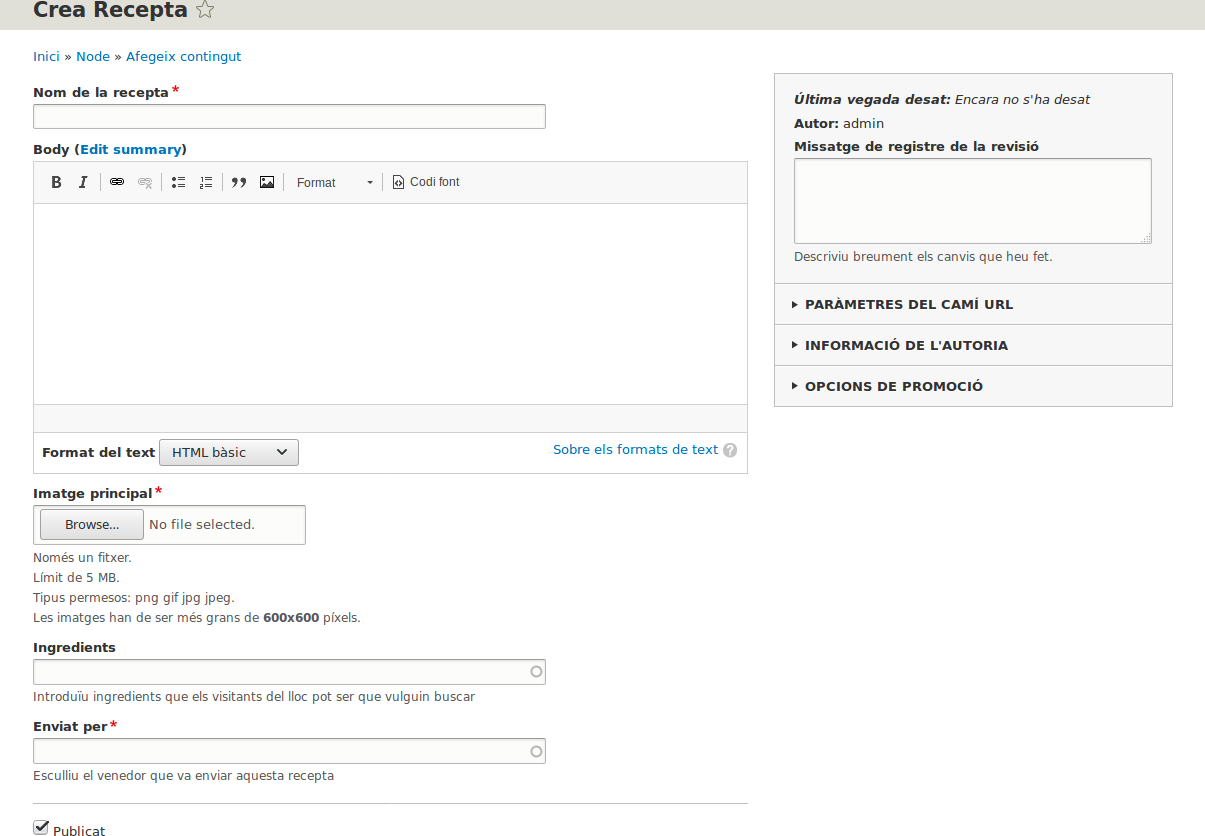 Crea Recepta
Inici » Node » Afegeix contingut
Nom de la recepta*
Body (Edit summary)
B I Format Codi font
Format del text HTML bàsic Sobre els formats de text ?
Imatge principal*
Browse... No file selected.
Només un fitxer.
Límit de 5 MB.
Tipus permesos: png gif jpg jpeg.
Les imatges han de ser més grans de 600x600 píxels.
Ingredients
Introduïu ingredients que els visitants del lloc pot ser que vulguin buscar
Enviat per*
Esculliu el venedor que va enviar aquesta recepta
Publicat
Última vegada desat: Encara no s'ha desat
Autor: admin
Missatge de registre de la revisió
Descriviu breument els canvis que heu fet.
PARÀMETRES DEL CAMÍ URL
INFORMACIÓ DE L'AUTORIA
OPCIONS DE PROMOCIÓ